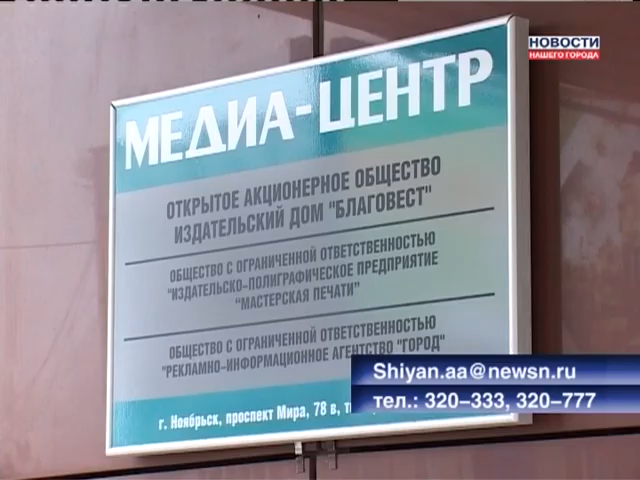 НОВОСТИ
НАШЕГО ГОРОДА
МЕДИА-ЦЕНТР
ОТКРЫТОЕ АКЦИОНЕРНОЕ ОБЩЕСТВО
ИЗДАТЕЛЬСКИЙ ДОМ "БЛАГОВЕСТ"
ОБЩЕСТВО С ОГРАНИЧЕННОЙ ОТВЕТСТВЕННОСТЬЮ
"ИЗДАТЕЛЬСКО-ПОЛИГРАФИЧЕСКОЕ ПРЕДПРИЯТИЕ
"МАСТЕРСКАЯ ПЕЧАТИ"
ОБЩЕСТВО С ОГРАНИЧЕННОЙ ОТВЕТСТВЕННОСТЬЮ
"РЕКЛАМНО-ИНФОРМАЦИОННОЕ АГЕНТСТВО "ГОРОД"
г. Ноябрьск, проспект Мира, 78 в,
Shiyan.aa@newsn.ru
тел.: 320-333, 320-777